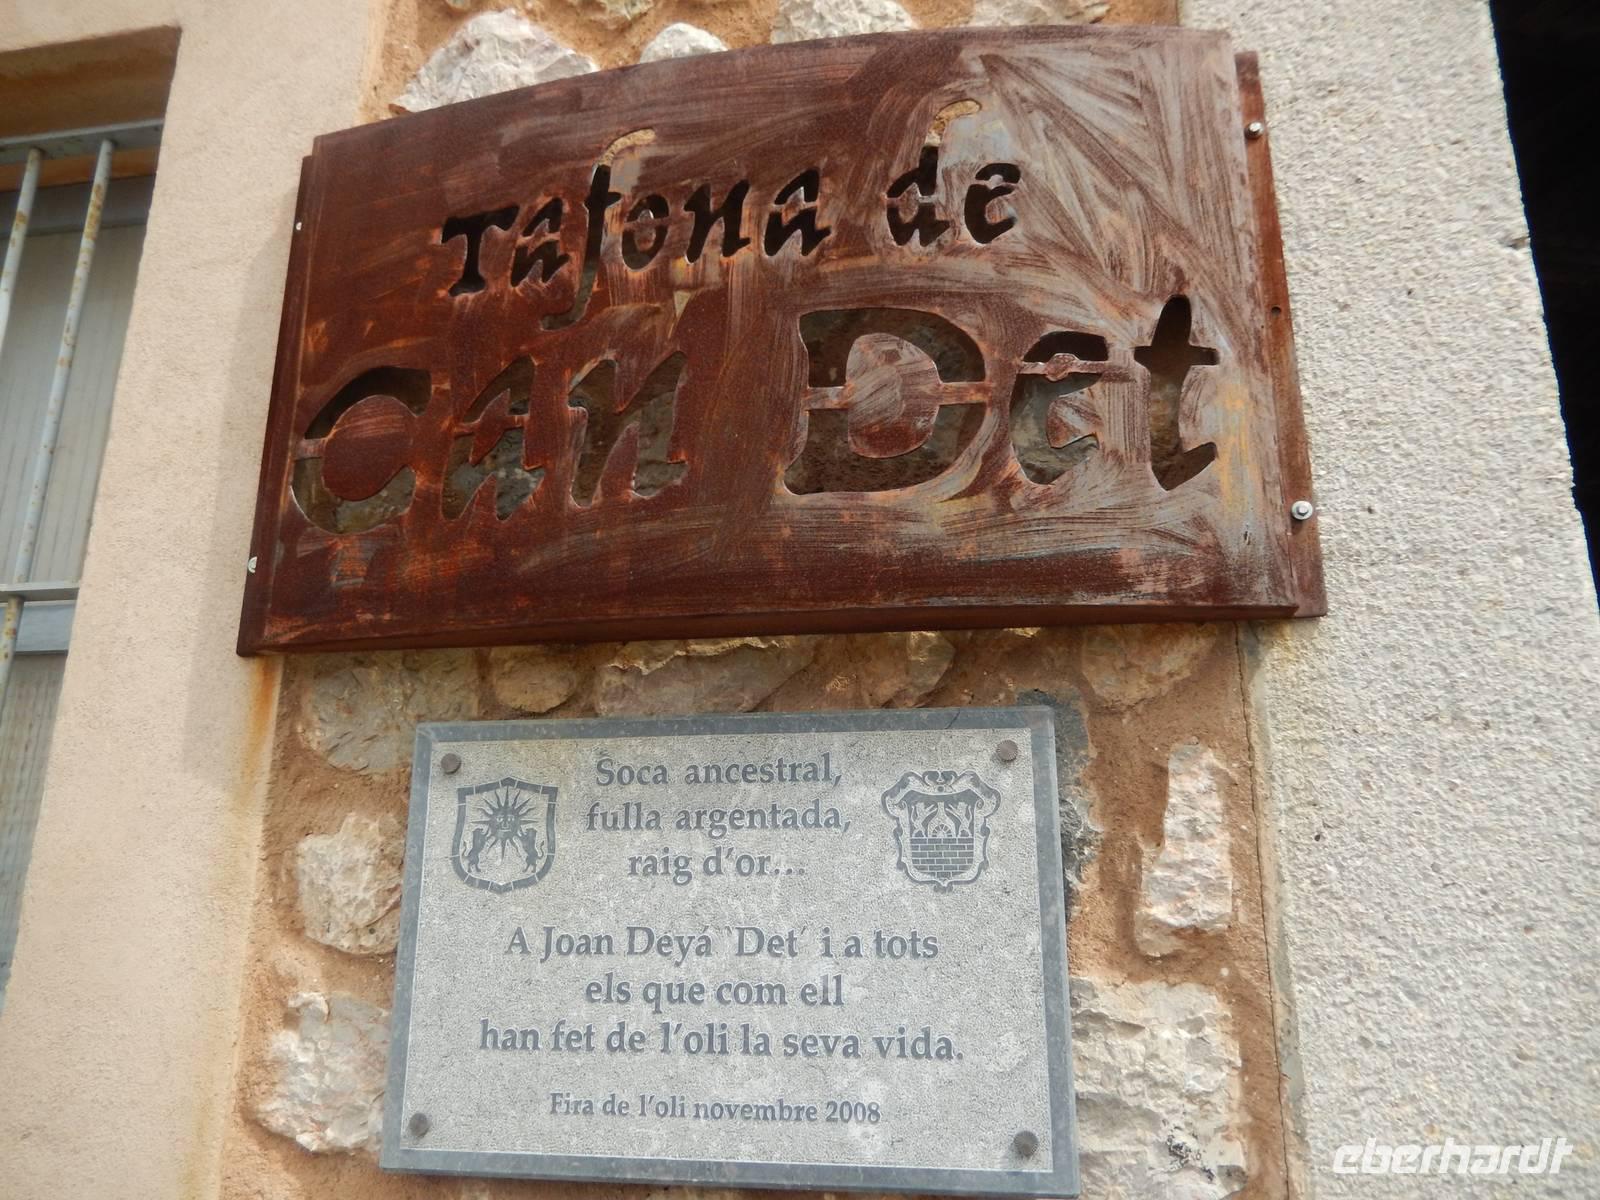 Tafona de
Can Det
Soca ancestral,
fulla argentada,
raig d'or...
A Joan Deyá "Det" i a tots
els que com ell
han fet de l'oli la seva vida.
Fira de l'oli novembre 2008
eberhardt